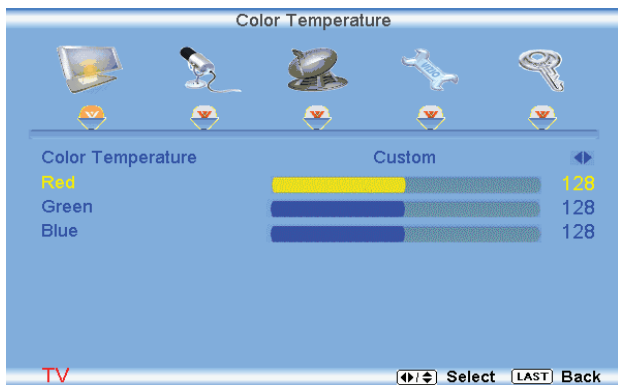 Color Temperature
Color Temperature Custom
Red 128
Green 128
Blue 128
TV Select LAST Back